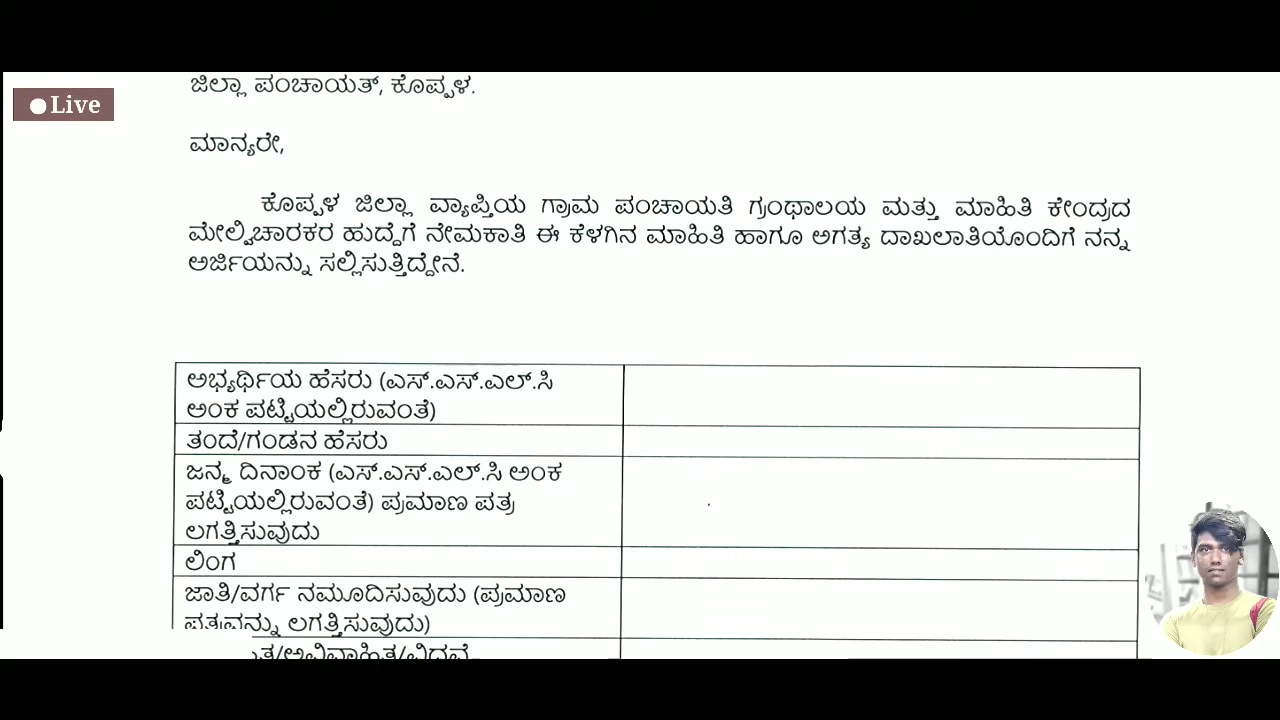 ಜಿಲ್ಲಾ ಪಂಚಾಯತ್, ಕೊಪ್ಪಳ.
Live
ಮಾನ್ಯರೇ,
ಕೊಪ್ಪಳ ಜಿಲ್ಲಾ ವ್ಯಾಪ್ತಿಯ ಗ್ರಾಮ ಪಂಚಾಯತಿ ಗ್ರಂಥಾಲಯ ಮತ್ತು ಮಾಹಿತಿ ಕೇಂದ್ರದ
ಮೇಲ್ವಿಚಾರಕರ ಹುದ್ದೆಗೆ ನೇಮಕಾತಿ ಈ ಕೆಳಗಿನ ಮಾಹಿತಿ ಹಾಗೂ ಅಗತ್ಯ ದಾಖಲಾತಿಯೊಂದಿಗೆ ನನ್ನ
ಅರ್ಜಿಯನ್ನು ಸಲ್ಲಿಸುತ್ತಿದ್ದೇನೆ.
ಅಭ್ಯರ್ಥಿಯ ಹೆಸರು (ಎಸ್.ಎಸ್.ಎಲ್.ಸಿ
ಅಂಕ ಪಟ್ಟಿಯಲ್ಲಿರುವಂತೆ)
ತಂದೆ/ಗಂಡನ ಹೆಸರು
ಜನ್ಮ ದಿನಾಂಕ (ಎಸ್.ಎಸ್.ಎಲ್.ಸಿ ಅಂಕ
ಪಟ್ಟಿಯಲ್ಲಿರುವಂತೆ) ಪ್ರಮಾಣ ಪತ್ರ
ಲಗತ್ತಿಸುವುದು
ಲಿಂಗ
ಜಾತಿ/ವರ್ಗ ನಮೂದಿಸುವುದು (ಪ್ರಮಾಣ
ಪತ್ರವನ್ನು ಲಗತ್ತಿಸುವುದು)
/ಅವಿವಾಹಿತ/ವಿಧವೆ